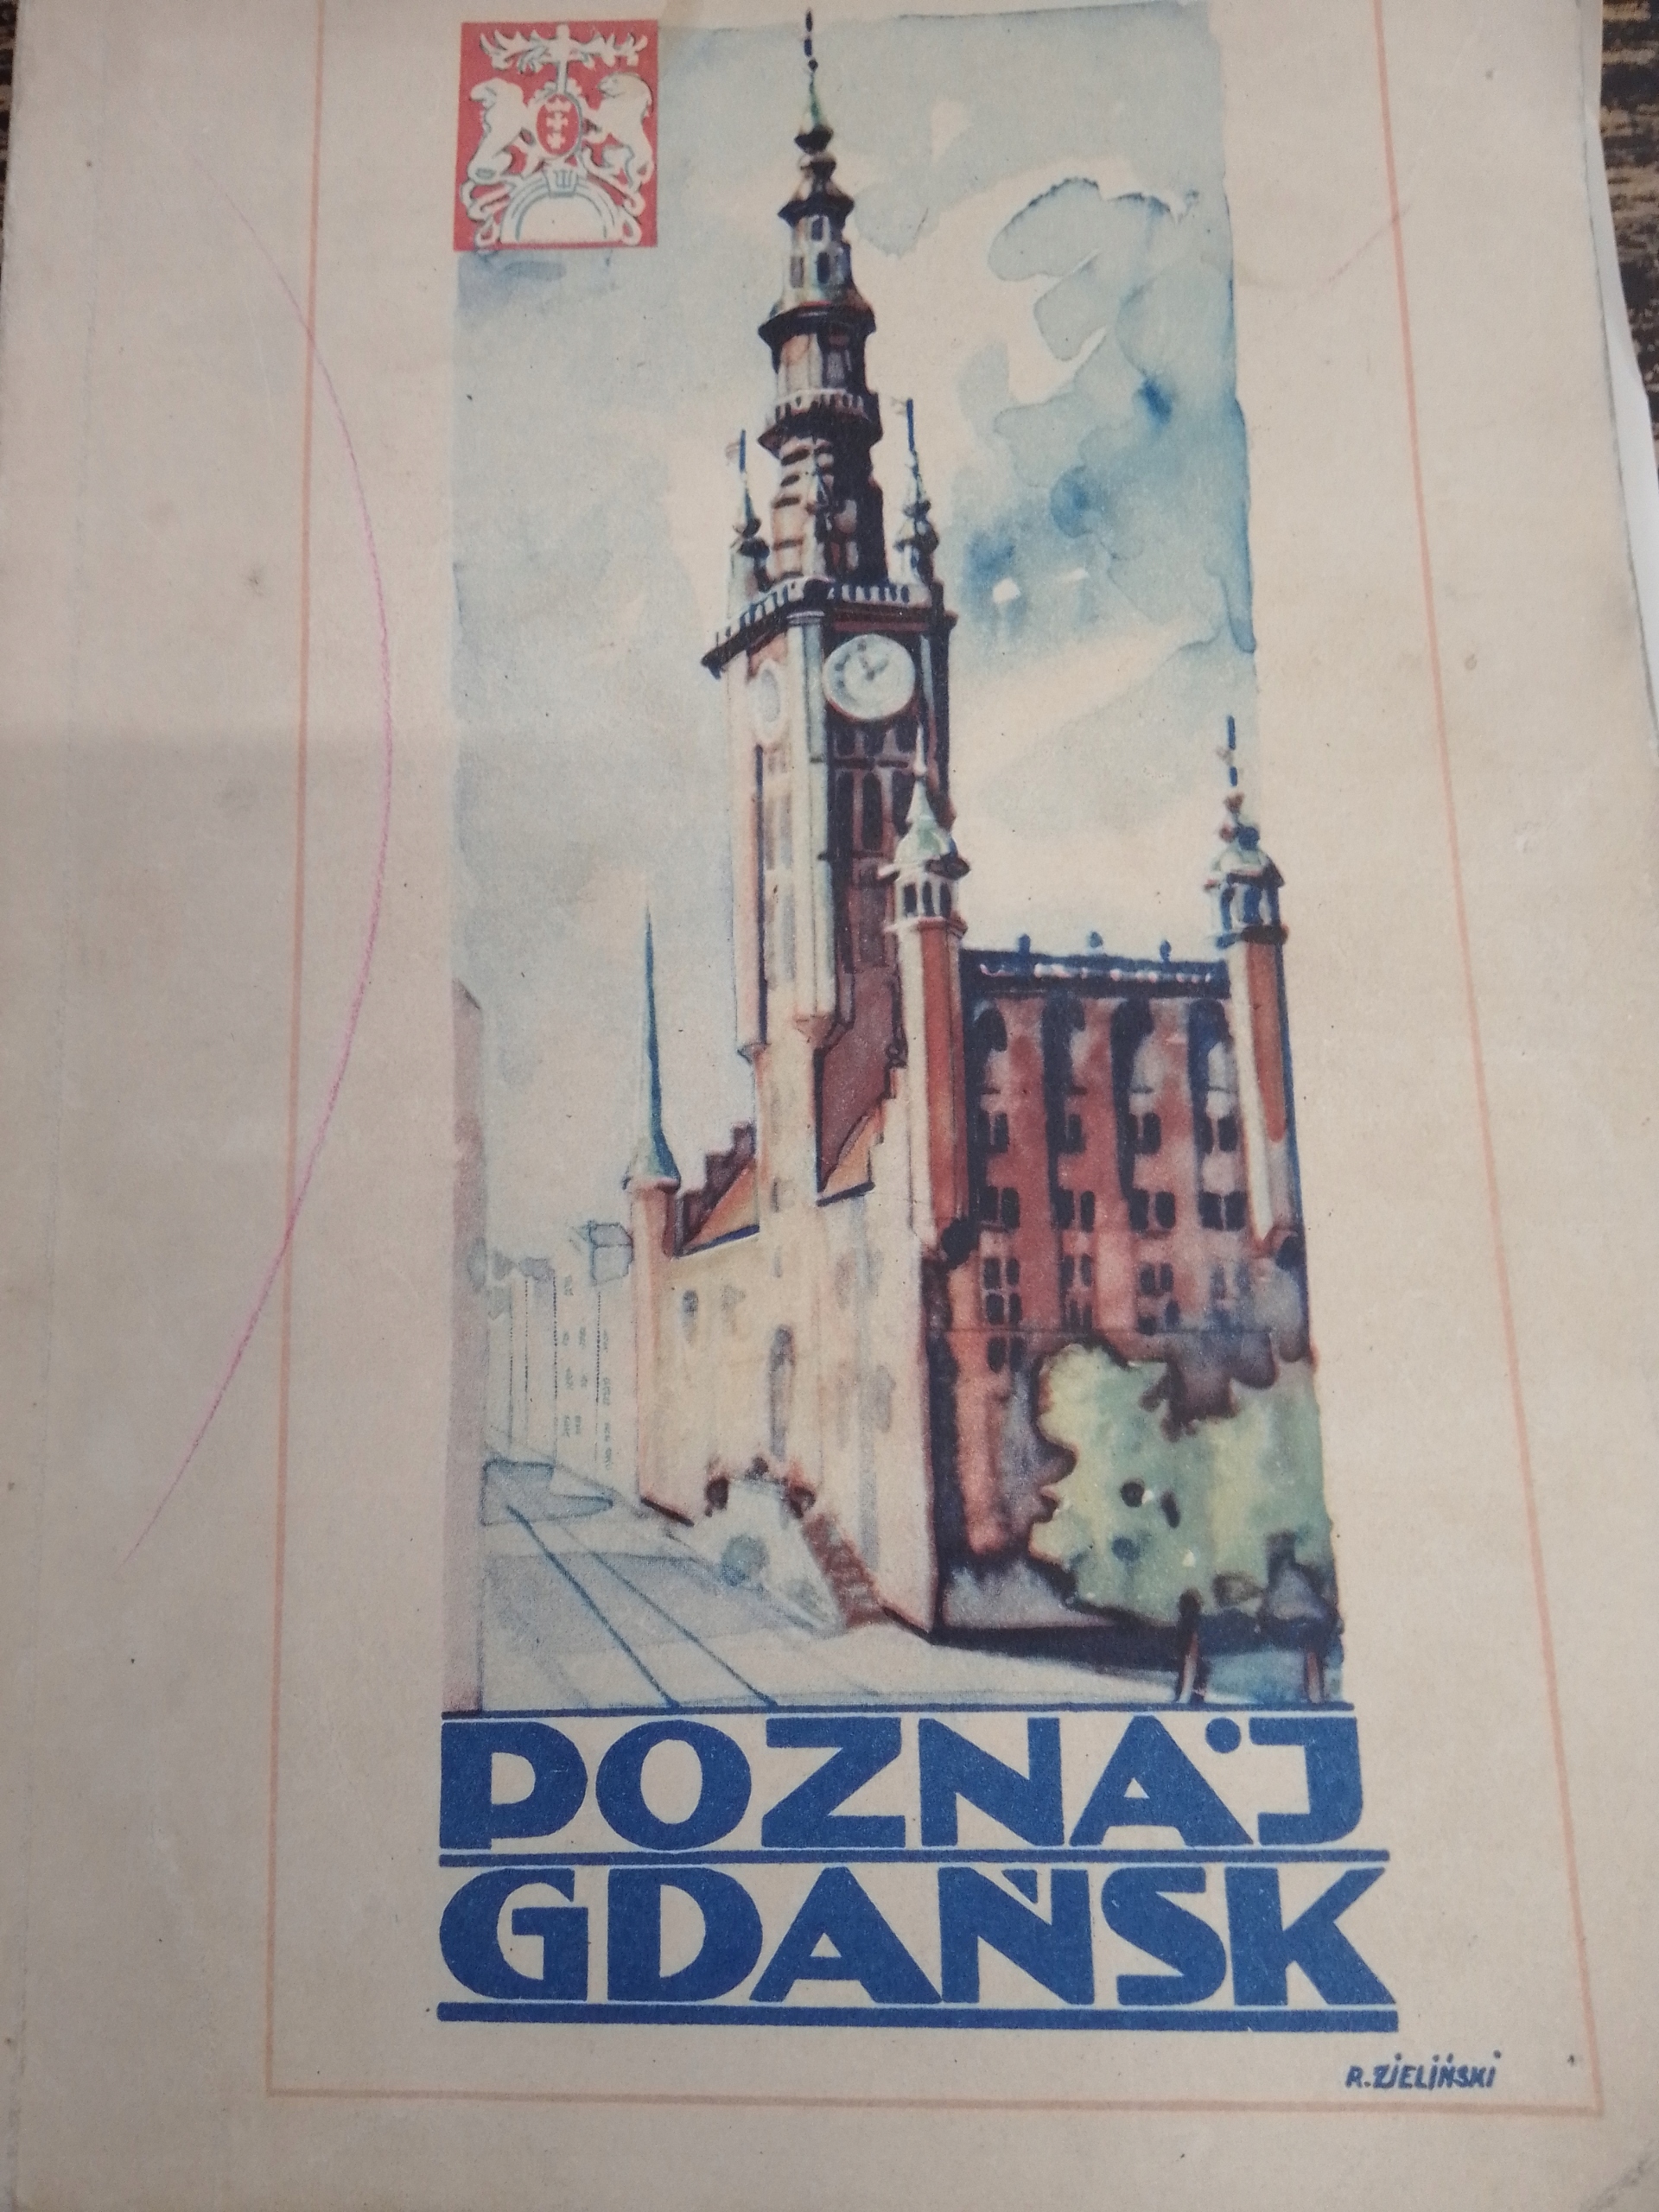 POZNAJ
GDAŃSK
R. ZIELIŃSKI